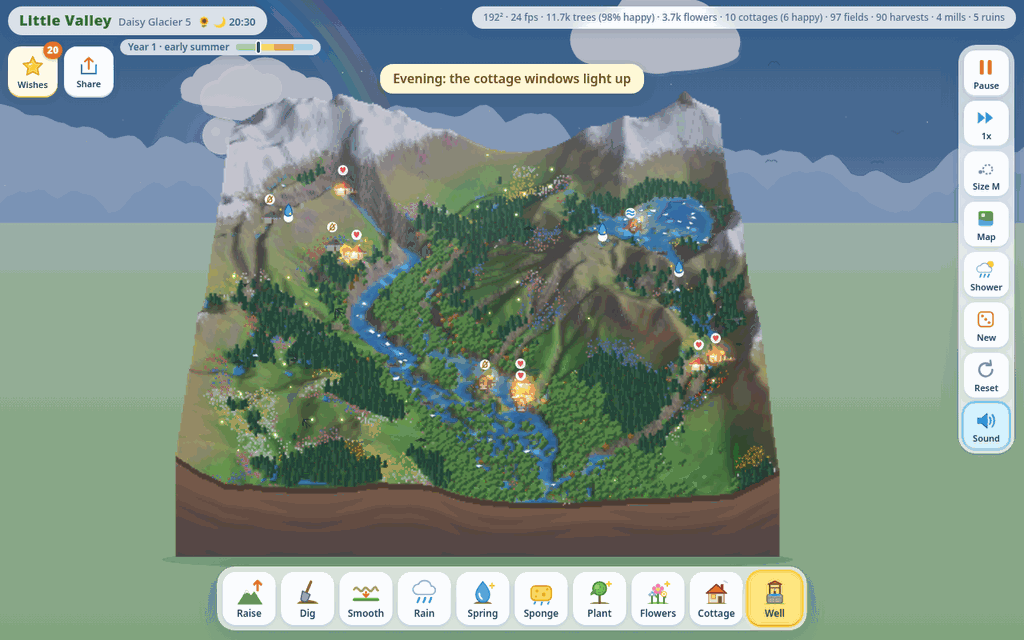 Little Valley Daisy Glacier 5 20:30
192² · 24 fps · 11.7k trees (98% happy) · 3.7k flowers · 10 cottages (6 happy) · 97 fields · 90 harvests · 4 mills · 5 ruins
Year 1 · early summer
20
Wishes
Share
Evening: the cottage windows light up
Pause
1x
Size M
Map
Shower
New
Reset
Sound
Raise
Dig
Smooth
Rain
Spring
Sponge
Plant
Flowers
Cottage
Well